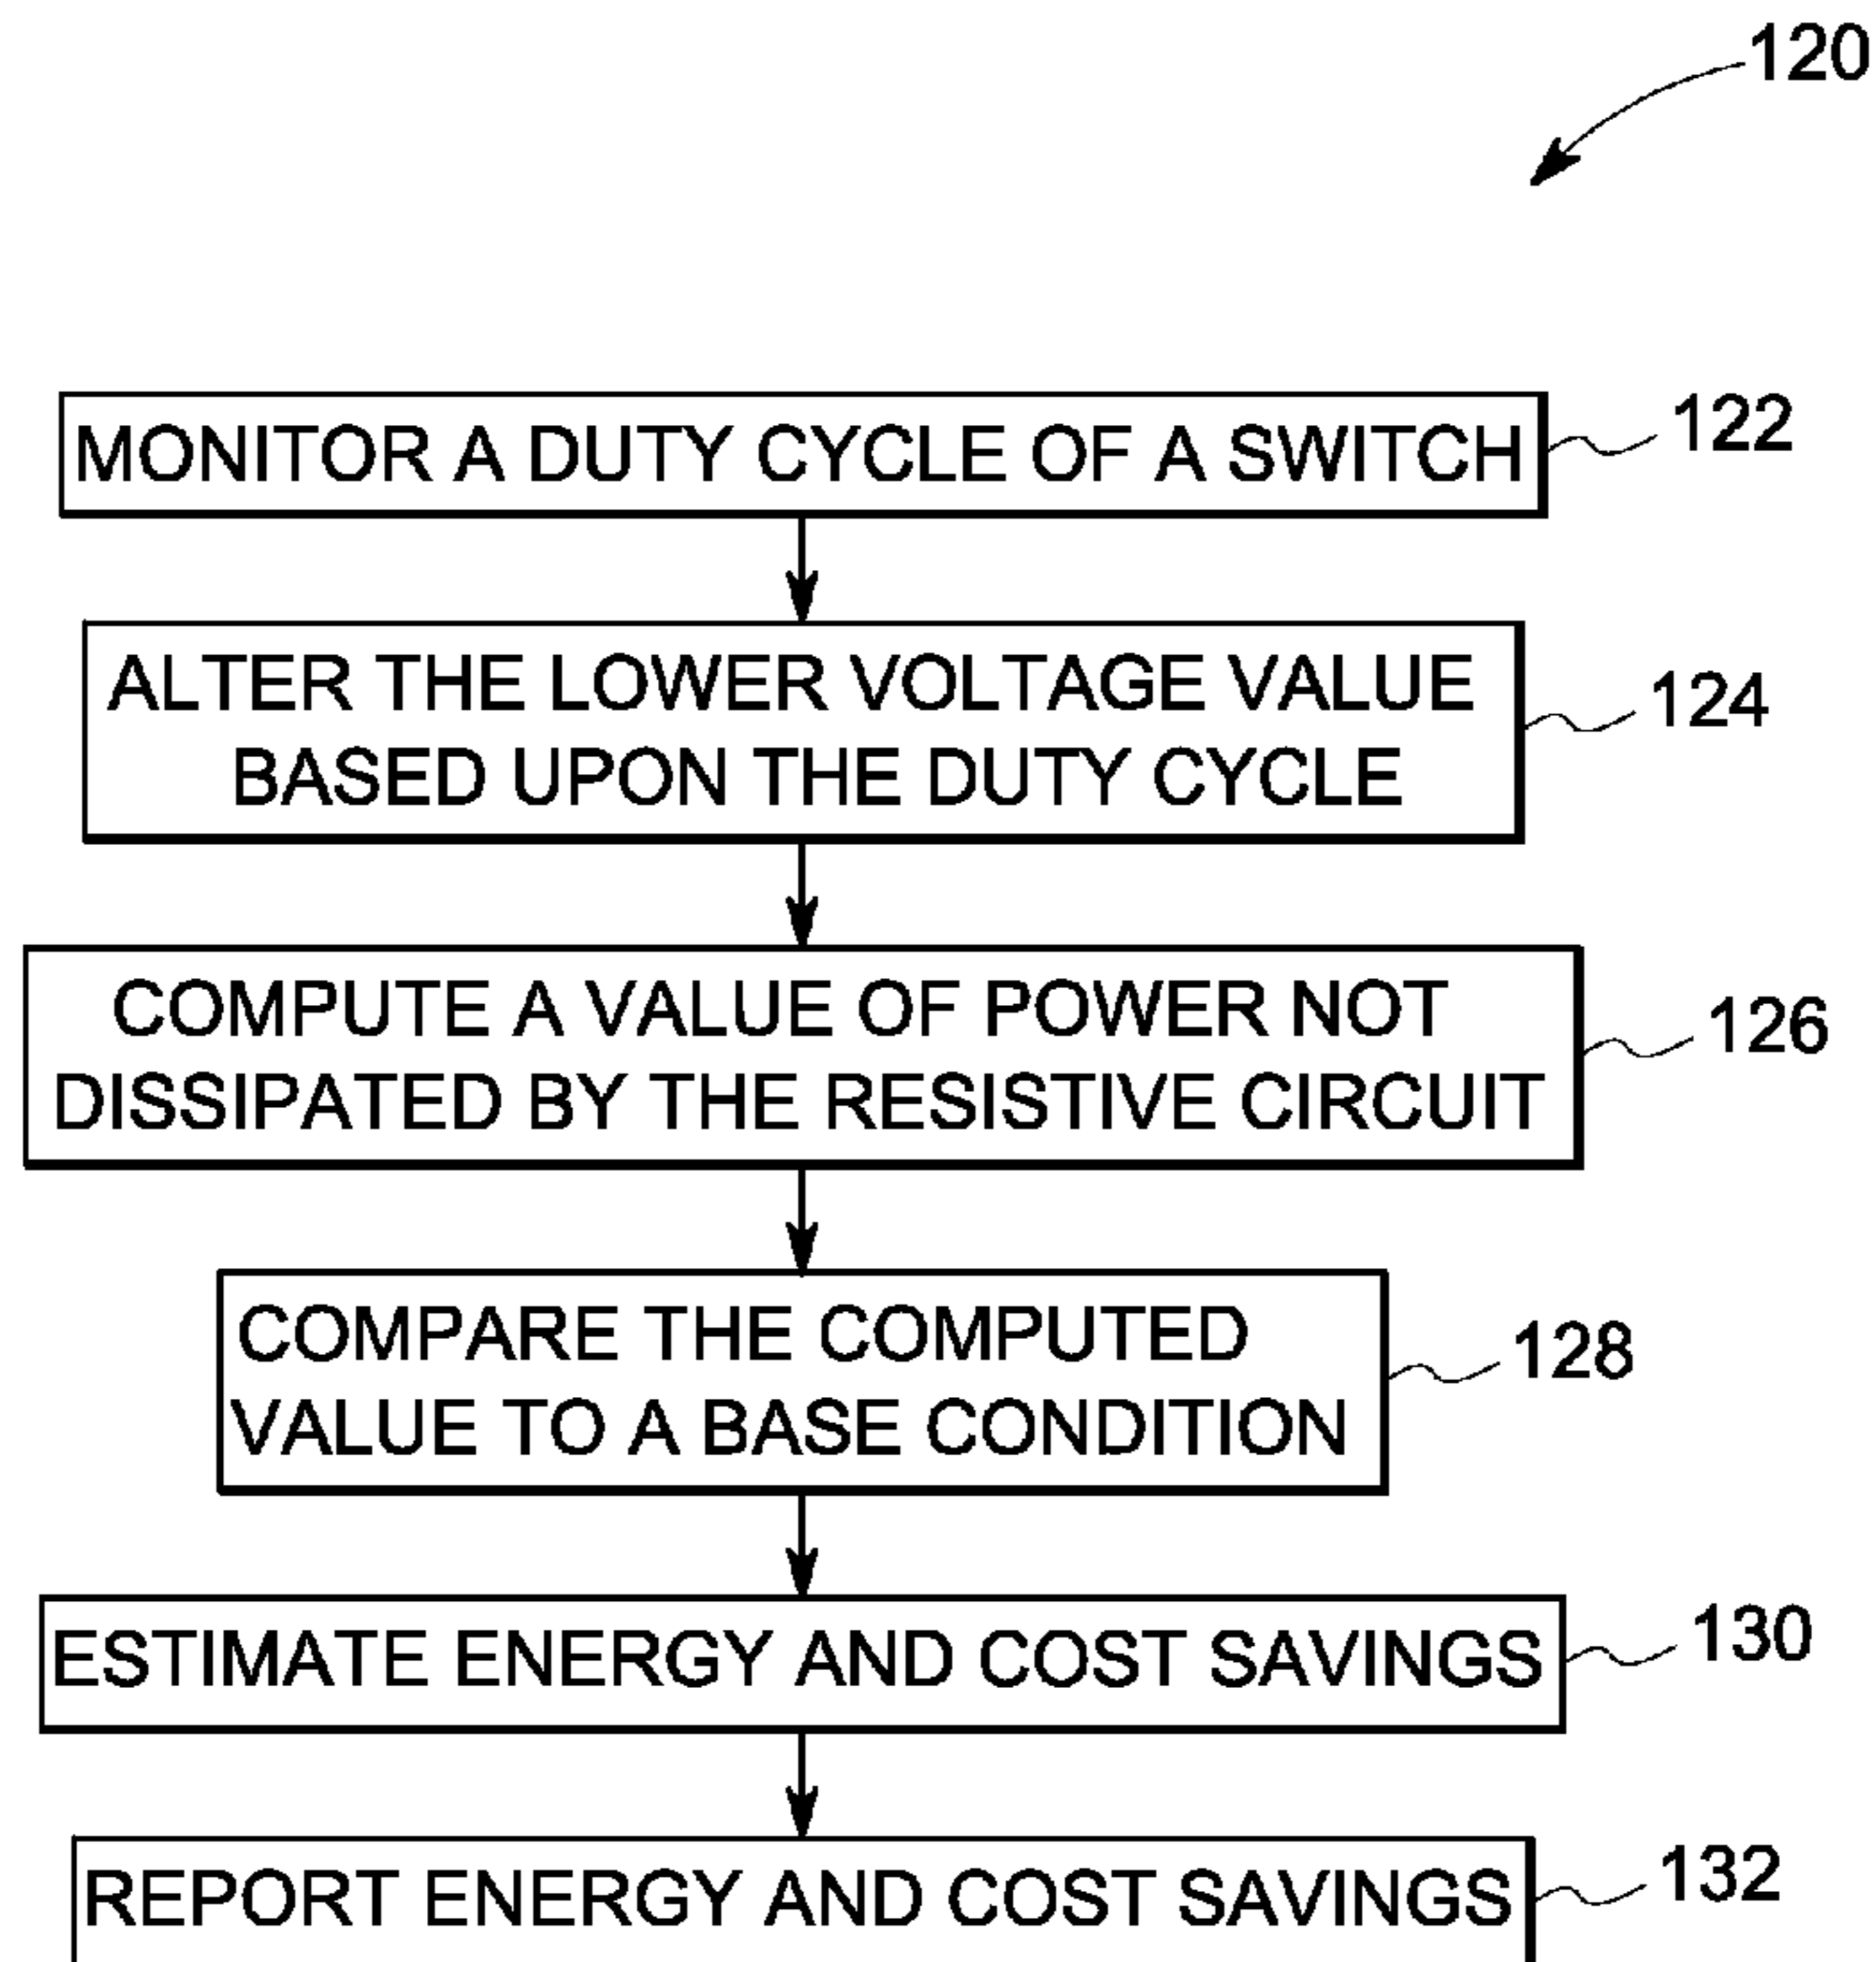 120
MONITOR A DUTY CYCLE OF A SWITCH
122
ALTER THE LOWER VOLTAGE VALUE
BASED UPON THE DUTY CYCLE
124
COMPUTE A VALUE OF POWER NOT
DISSIPATED BY THE RESISTIVE CIRCUIT
126
COMPARE THE COMPUTED
VALUE TO A BASE CONDITION
128
ESTIMATE ENERGY AND COST SAVINGS
130
REPORT ENERGY AND COST SAVINGS
132